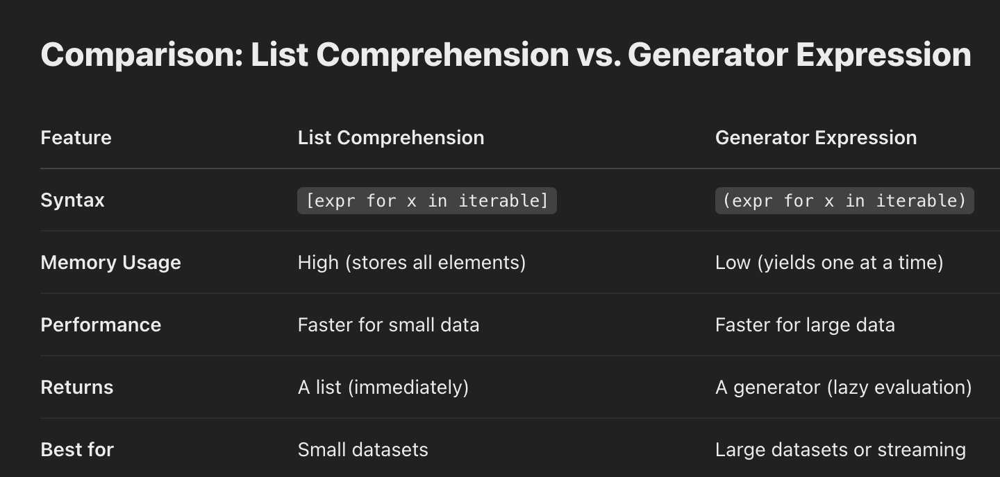 Comparison: List Comprehension vs. Generator Expression
Feature List Comprehension Generator Expression
Syntax [expr for x in iterable] (expr for x in iterable)
Memory Usage High (stores all elements) Low (yields one at a time)
Performance Faster for small data Faster for large data
Returns A list (immediately) A generator (lazy evaluation)
Best for Small datasets Large datasets or streaming